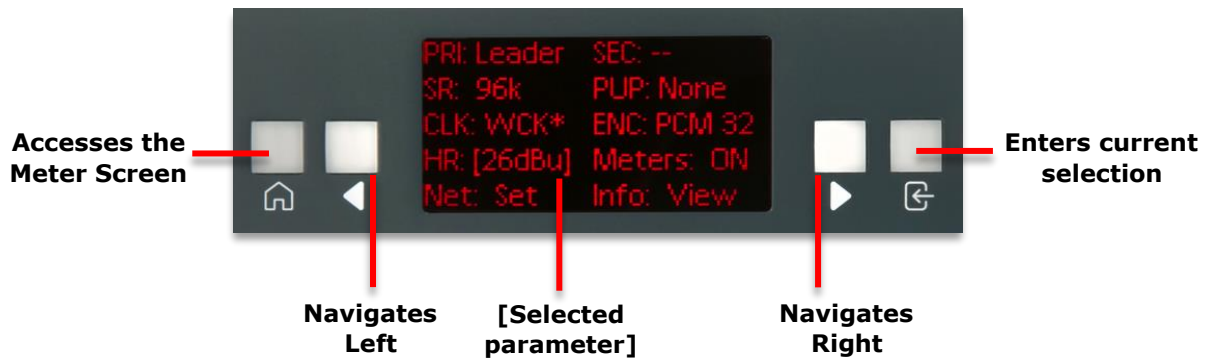 PRI: Leader SEC: --
SR: 96k PUP: None
CLK: WCK* ENC: PCM 32
HR: [26dBu] Meters: ON
Net: Set Info: View
Accesses the
Meter Screen
Enters current
selection
Navigates
Left
[Selected
parameter]
Navigates
Right